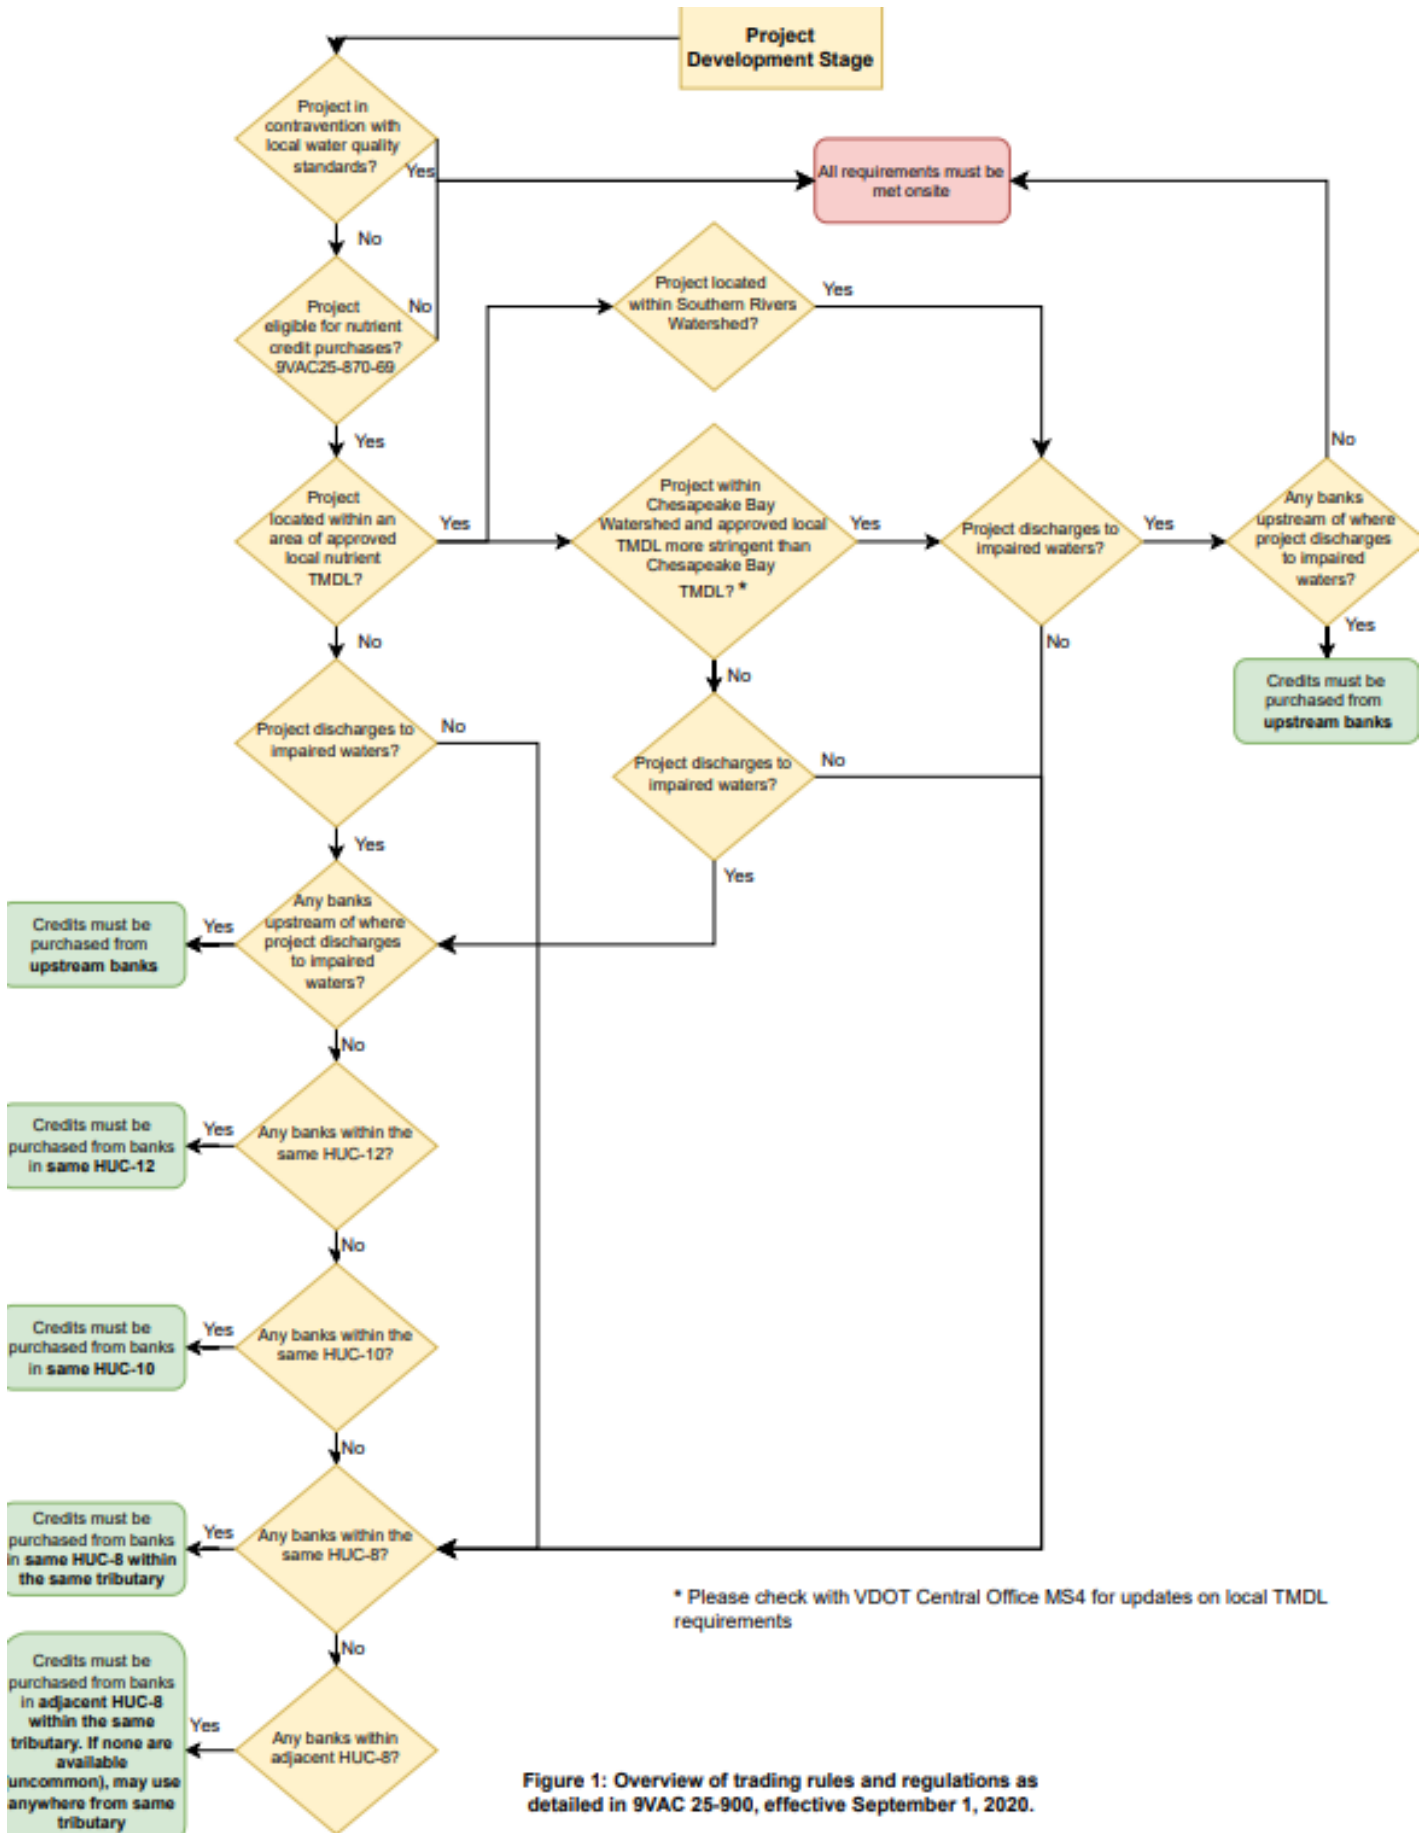 Project
Development Stage
Project in
contravention with
local water quality
standards?
Yes
All requirements must be
met onsite
No
Project
eligible for nutrient
credit purchases?
9VAC25-870-69
No
Project located
within Southern Rivers
Watershed?
Yes
Yes
Project
located within an
area of approved
local nutrient
TMDL?
Yes
Project within
Chesapeake Bay
Watershed and approved local
TMDL more stringent than
Chesapeake Bay
TMDL? *
Yes
Project discharges to
impaired waters?
Yes
No
Any banks
upstream of where
project discharges
to impaired
waters?
No
No
No
Yes
Credits must be
purchased from
upstream banks
Project discharges to
impaired waters?
No
Project discharges to
impaired waters?
No
Yes
Yes
Credits must be
purchased from
upstream banks
Yes
Any banks
upstream of where
project discharges
to impaired
waters?
No
Credits must be
purchased from banks
in same HUC-12
Yes
Any banks within the
same HUC-12?
No
Credits must be
purchased from banks
in same HUC-10
Yes
Any banks within the
same HUC-10?
No
Credits must be
purchased from banks
in same HUC-8 within
the same tributary
Yes
Any banks within the
same HUC-8?
* Please check with VDOT Central Office MS4 for updates on local TMDL
requirements
No
Credits must be
purchased from banks
in adjacent HUC-8
within the same
tributary. If none are
available
uncommon), may use
anywhere from same
tributary
Yes
Any banks within
adjacent HUC-8?
Figure 1: Overview of trading rules and regulations as
detailed in 9VAC 25-900, effective September 1, 2020.